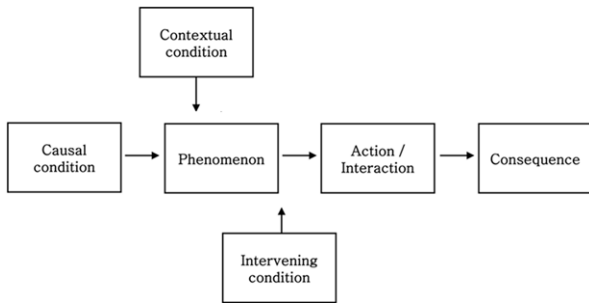 Contextual
condition
Causal
condition
Phenomenon
Action /
Interaction
Consequence
Intervening
condition